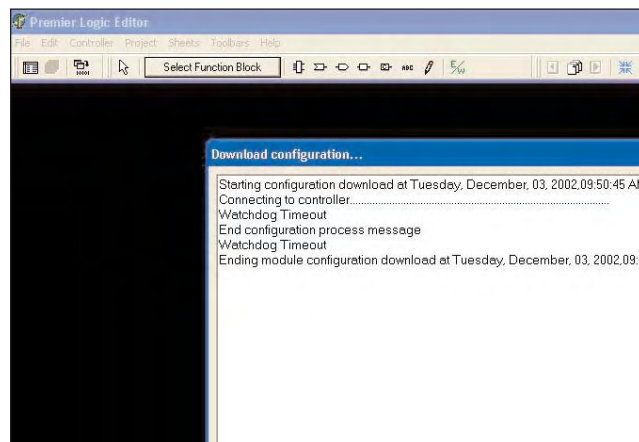 Premier Logic Editor
File Edit Controller Project Sheets Toolbars Help
Select Function Block ABC E/W
Download configuration...
Starting configuration download at Tuesday, December, 03, 2002,09:50:45 A
Connecting to controller................................................................................
Watchdog Timeout
End configuration process message
Watchdog Timeout
Ending module configuration download at Tuesday, December, 03, 2002,09: